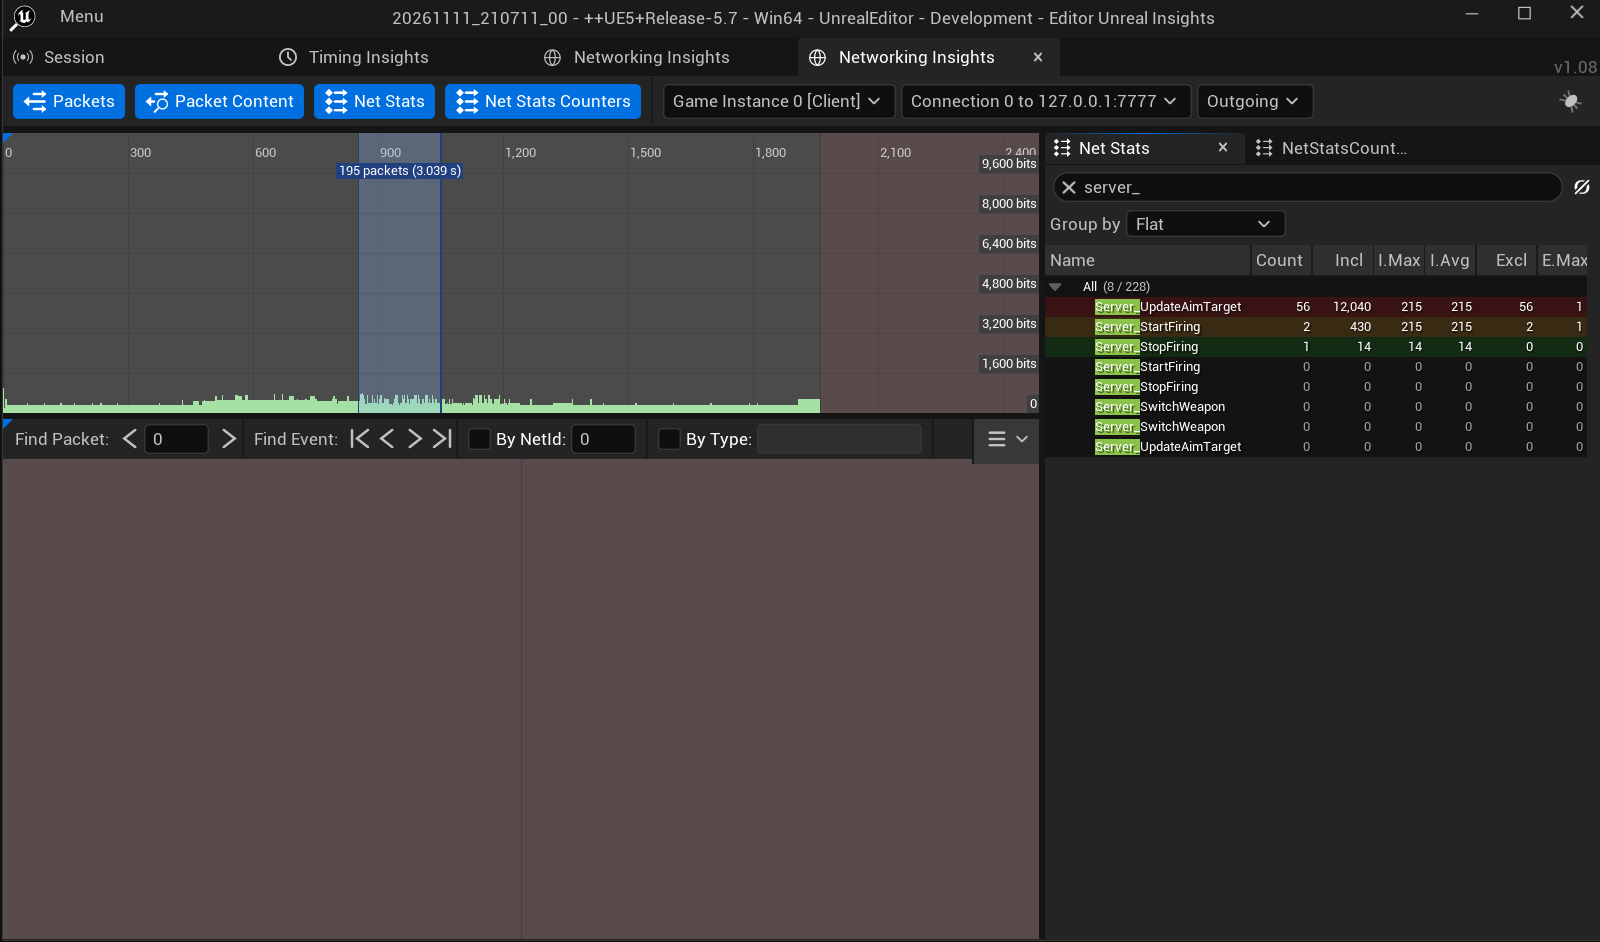 Menu
20261111_210711_00 - ++UE5+Release-5.7 - Win64 - UnrealEditor - Development - Editor Unreal Insights
Session
Timing Insights
Networking Insights
Networking Insights
v1.08
Packets
Packet Content
Net Stats
Net Stats Counters
Game Instance 0 [Client]
Connection 0 to 127.0.0.1:7777
Outgoing
0 300 600 900 1,200 1,500 1,800 2,100 2,400
195 packets (3.039 s)
9,600 bits
8,000 bits
6,400 bits
4,800 bits
3,200 bits
1,600 bits
0
Find Packet: 0 Find Event: By NetId: 0 By Type:
Net Stats
NetStatsCount...
server_
Group by Flat
Name Count Incl I.Max I.Avg Excl E.Max
All (8 / 228)
Server_UpdateAimTarget 56 12,040 215 215 56 1
Server_StartFiring 2 430 215 215 2 1
Server_StopFiring 1 14 14 14 0 0
Server_StartFiring 0 0 0 0 0 0
Server_StopFiring 0 0 0 0 0 0
Server_SwitchWeapon 0 0 0 0 0 0
Server_SwitchWeapon 0 0 0 0 0 0
Server_UpdateAimTarget 0 0 0 0 0 0